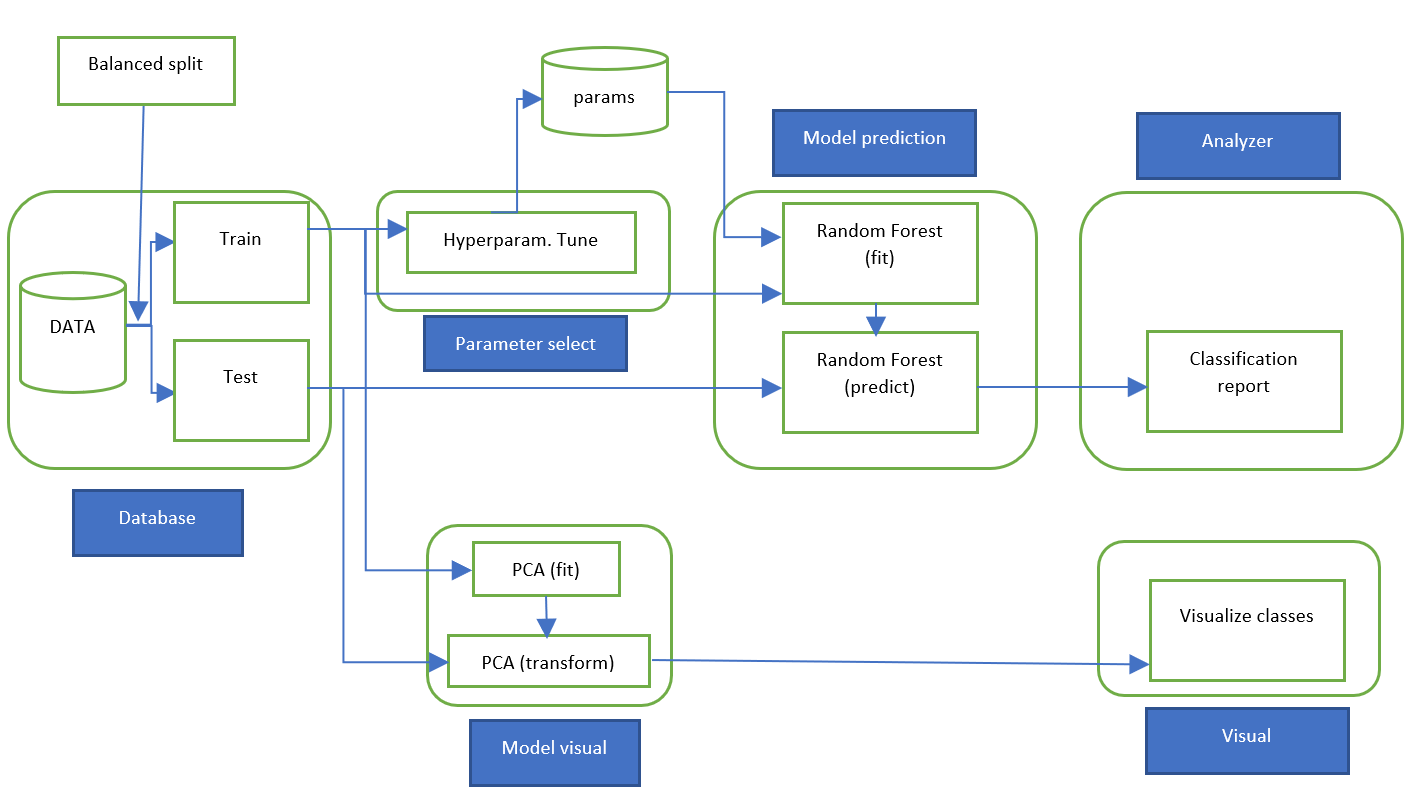 Balanced split
params
Model prediction
Analyzer
Train
Hyperparam. Tune
Random Forest
(fit)
DATA
Parameter select
Test
Random Forest
(predict)
Classification
report
Database
PCA (fit)
Visualize classes
PCA (transform)
Model visual
Visual